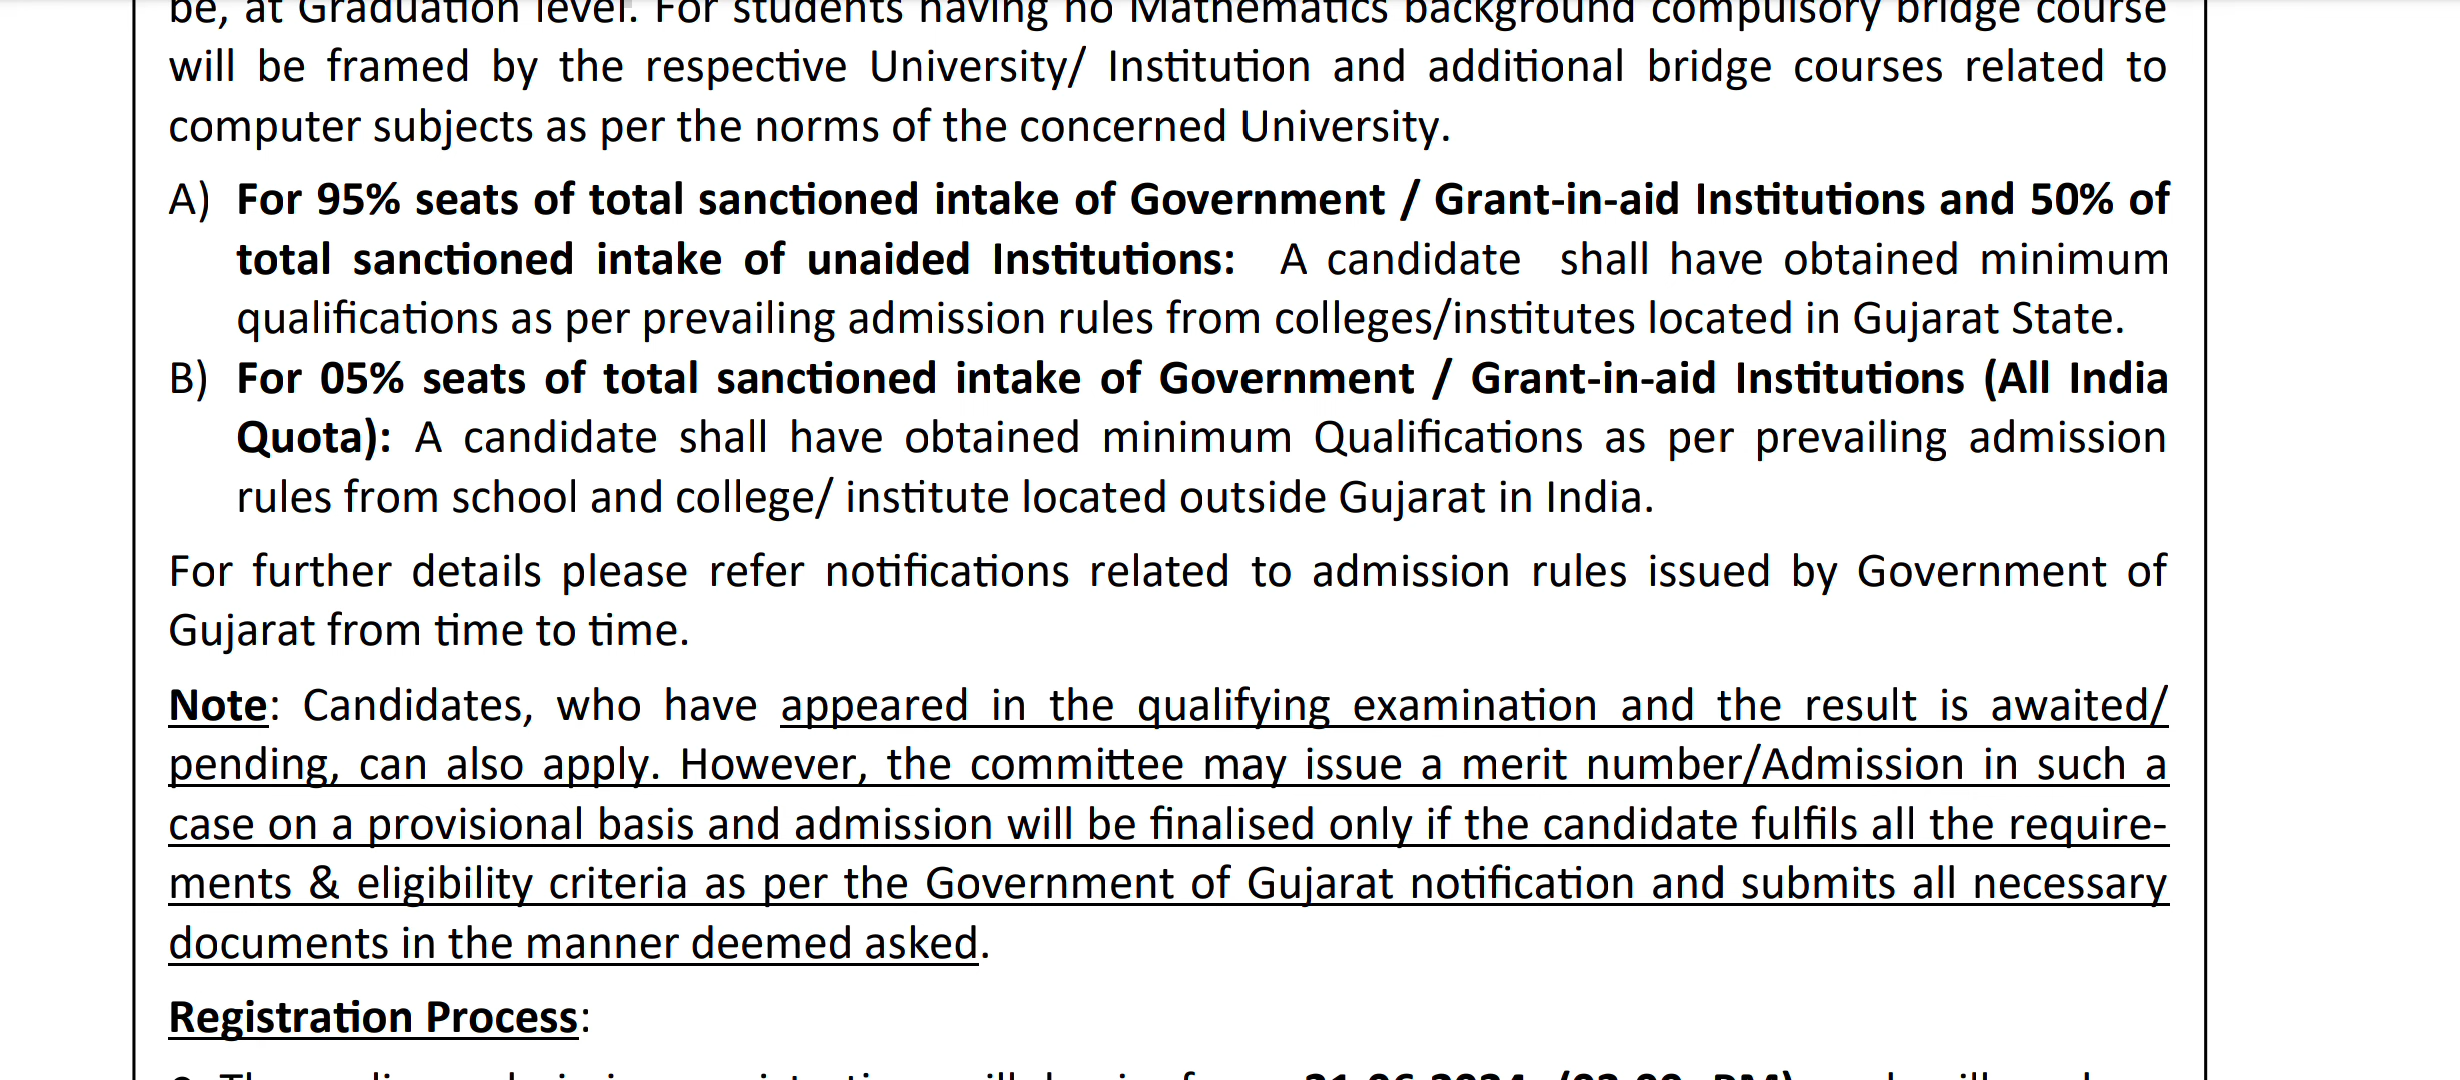 be, at Graduation level. For students having no Mathematics background compulsory bridge course
will be framed by the respective University/ Institution and additional bridge courses related to
computer subjects as per the norms of the concerned University.
A) For 95% seats of total sanctioned intake of Government / Grant-in-aid Institutions and 50% of
total sanctioned intake of unaided Institutions: A candidate shall have obtained minimum
qualifications as per prevailing admission rules from colleges/institutes located in Gujarat State.
B) For 05% seats of total sanctioned intake of Government / Grant-in-aid Institutions (All India
Quota): A candidate shall have obtained minimum Qualifications as per prevailing admission
rules from school and college/ institute located outside Gujarat in India.
For further details please refer notifications related to admission rules issued by Government of
Gujarat from time to time.
Note: Candidates, who have appeared in the qualifying examination and the result is awaited/
pending, can also apply. However, the committee may issue a merit number/Admission in such a
case on a provisional basis and admission will be finalised only if the candidate fulfils all the require-
ments & eligibility criteria as per the Government of Gujarat notification and submits all necessary
documents in the manner deemed asked.
Registration Process: